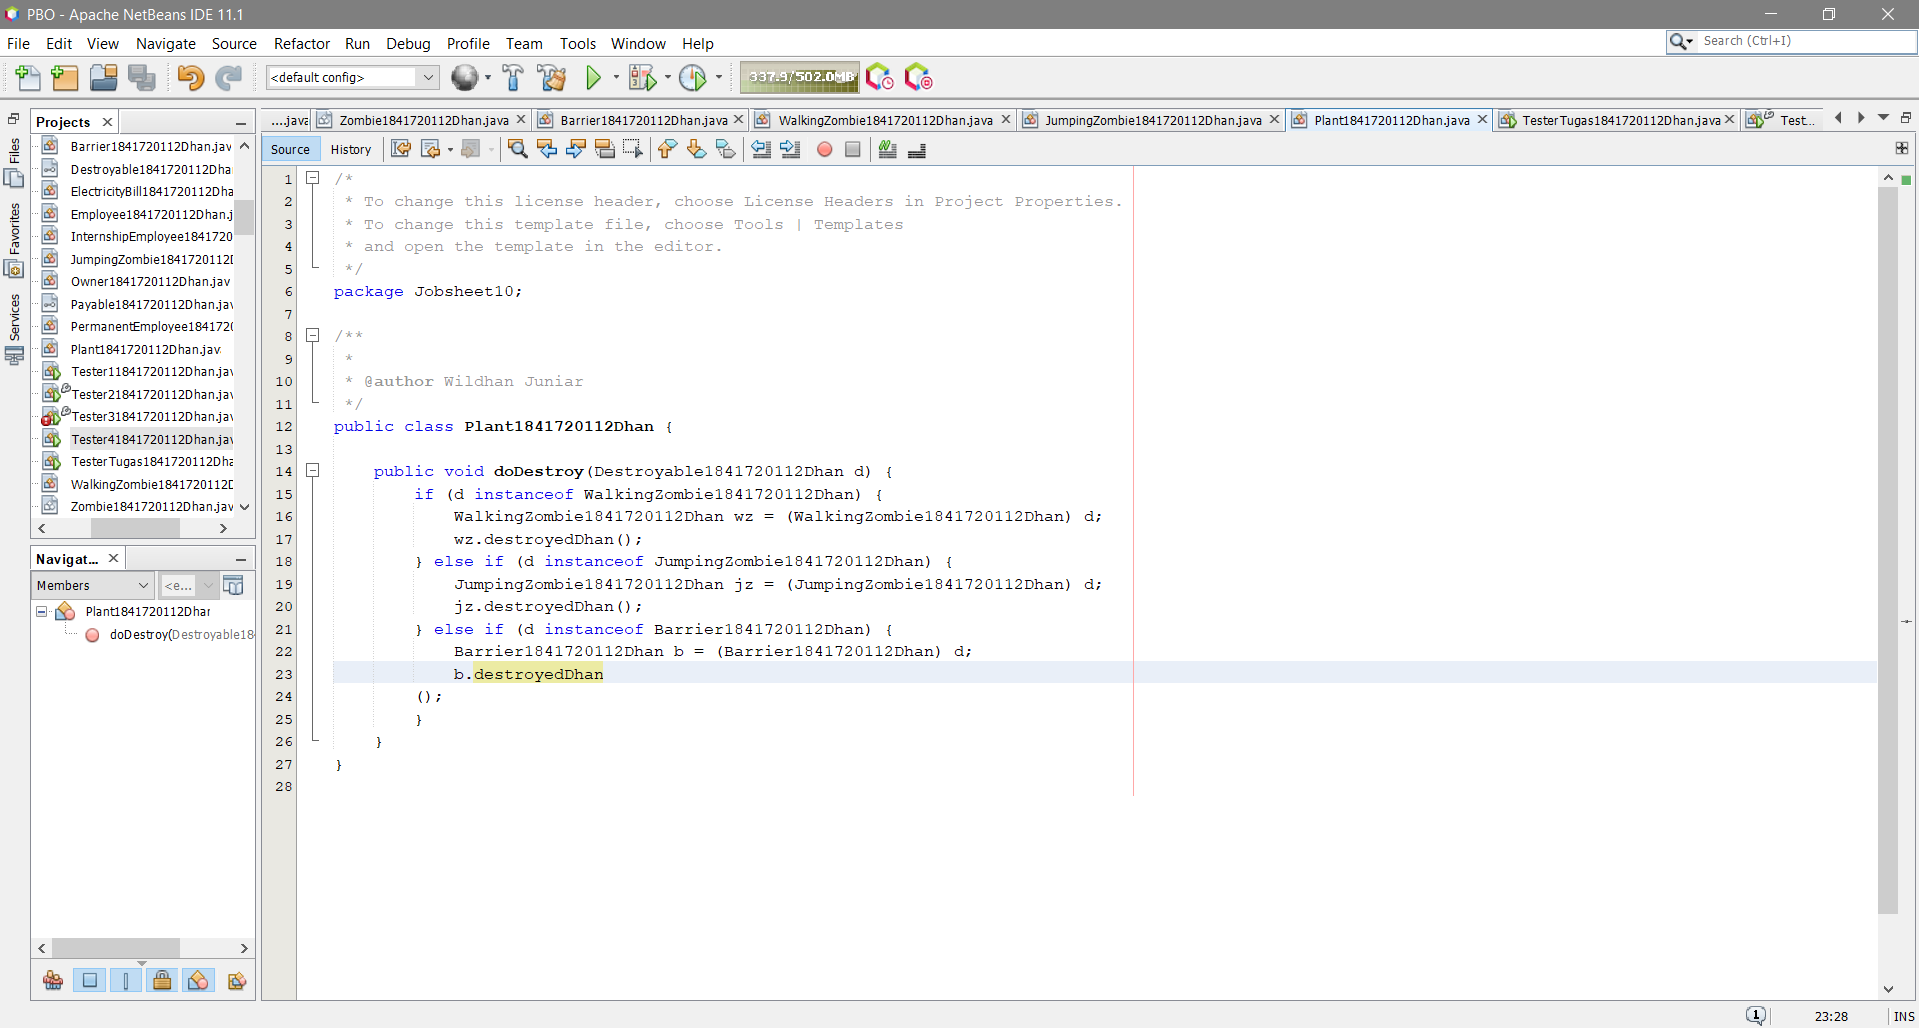 PBO - Apache NetBeans IDE 11.1
File Edit View Navigate Source Refactor Run Debug Profile Team Tools Window Help
Search (Ctrl+I)
<default config>
337.9/502.0MB
Files
Favorites
Services
Projects
Barrier1841720112Dhan.jav
Destroyable1841720112Dha
ElectricityBill1841720112Dha
Employee1841720112Dhan.j
InternshipEmployee1841720
JumpingZombie1841720112D
Owner1841720112Dhan.jav
Payable1841720112Dhan.jav
PermanentEmployee184172(
Plant1841720112Dhan.jav
Tester11841720112Dhan.jav
Tester21841720112Dhan.jav
Tester31841720112Dhan.jav
Tester41841720112Dhan.jav
TesterTugas1841720112Dha
WalkingZombie1841720112D
Zombie1841720112Dhan.jav
Navigat...
Members
<e...
Plant1841720112Dhan
doDestroy(Destroyable18
....java Zombie1841720112Dhan.java Barrier1841720112Dhan.java WalkingZombie1841720112Dhan.java JumpingZombie1841720112Dhan.java Plant1841720112Dhan.java TesterTugas1841720112Dhan.java Test...
Source History
1 /*
2 * To change this license header, choose License Headers in Project Properties.
3 * To change this template file, choose Tools | Templates
4 * and open the template in the editor.
5 */
6 package Jobsheet10;
7
8 /**
9 *
10 * @author Wildhan Juniar
11 */
12 public class Plant1841720112Dhan {
13
14 public void doDestroy(Destroyable1841720112Dhan d) {
15 if (d instanceof WalkingZombie1841720112Dhan) {
16 WalkingZombie1841720112Dhan wz = (WalkingZombie1841720112Dhan) d;
17 wz.destroyedDhan();
18 } else if (d instanceof JumpingZombie1841720112Dhan) {
19 JumpingZombie1841720112Dhan jz = (JumpingZombie1841720112Dhan) d;
20 jz.destroyedDhan();
21 } else if (d instanceof Barrier1841720112Dhan) {
22 Barrier1841720112Dhan b = (Barrier1841720112Dhan) d;
23 b.destroyedDhan
24 ();
25 }
26 }
27 }
28
1
23:28 INS